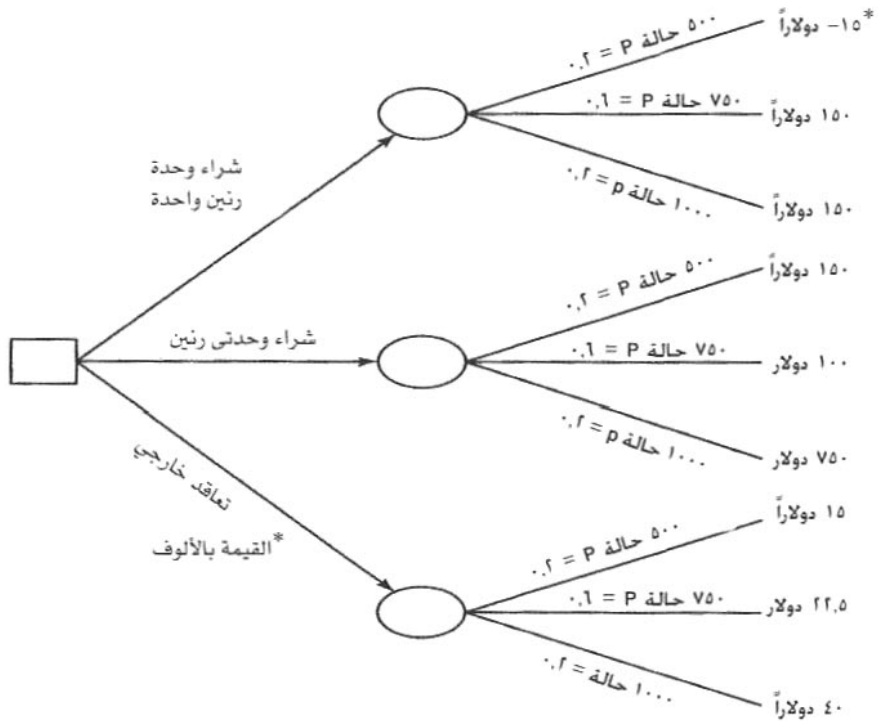 ٥٠٠ حالة P = ٠,٢
*١٥- دولاراً
٧٥٠ حالة P = ٠,٦
١٥٠ دولاراً
١٠٠٠ حالة p = ٠,٢
١٥٠ دولاراً
شراء وحدة
رنين واحدة
٥٠٠ حالة P = ٠,٢
١٥٠ دولاراً
شراء وحدتى رنين
٧٥٠ حالة P = ٠,٦
١٠٠ دولار
١٠٠٠ حالة p = ٠,٢
٧٥٠ دولار
تعاقد خارجي
*القيمة بالألوف
٥٠٠ حالة P = ٠,٢
١٥ دولاراً
٧٥٠ حالة P = ٠,٦
٢٢,٥ دولار
١٠٠٠ حالة = ٠,٢
٤٠ دولاراً